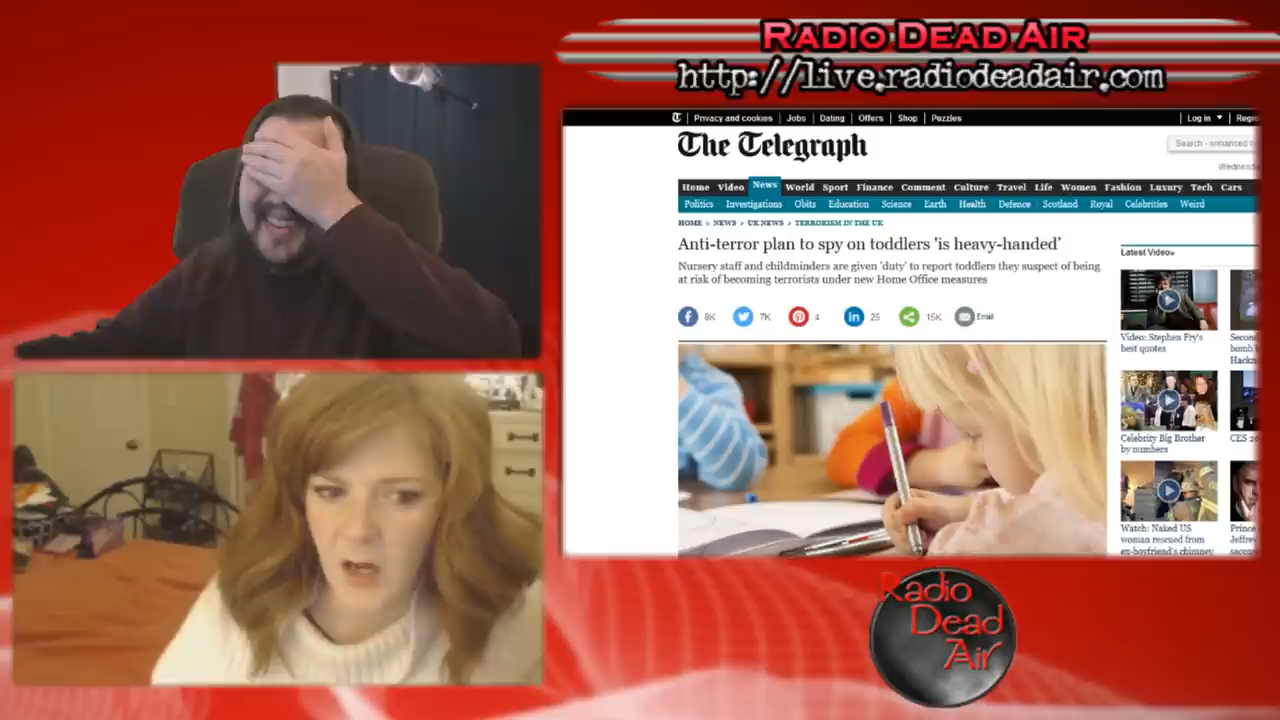 Radio Dead Air
http://live.radiodeadair.com
T Privacy and cookies Jobs Dating Offers Shop Puzzles Log in
The Telegraph
Search - enhanced
Home Video News World Sport Finance Comment Culture Travel Life Women Fashion Luxury Tech Cars
Politics Investigations Obits Education Science Earth Health Defence Scotland Royal Celebrities Weird
HOME » NEWS » UK NEWS » TERRORISM IN THE UK
Anti-terror plan to spy on toddlers 'is heavy-handed'
Nursery staff and childminders are given 'duty' to report toddlers they suspect of being
at risk of becoming terrorists under new Home Office measures
8K 7K 4 in 25 15K Email
Latest Video»
Video: Stephen Fry's
best quotes
Celebrity Big Brother
by numbers
Watch: Naked US
woman rescued from
ex-boyfriend's chimney
Radio
Dead
Air